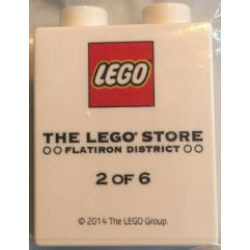 LEGO
THE LEGO® STORE
FLATIRON DISTRICT
2 OF 6
© 2014 The LEGO Group.